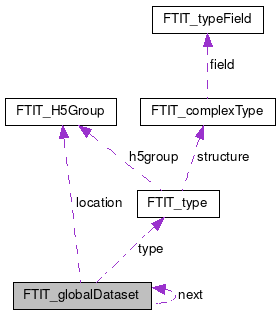 FTIT_typeField
field
FTIT_H5Group
FTIT_complexType
h5group
structure
location
FTIT_type
type
FTIT_globalDataset
next